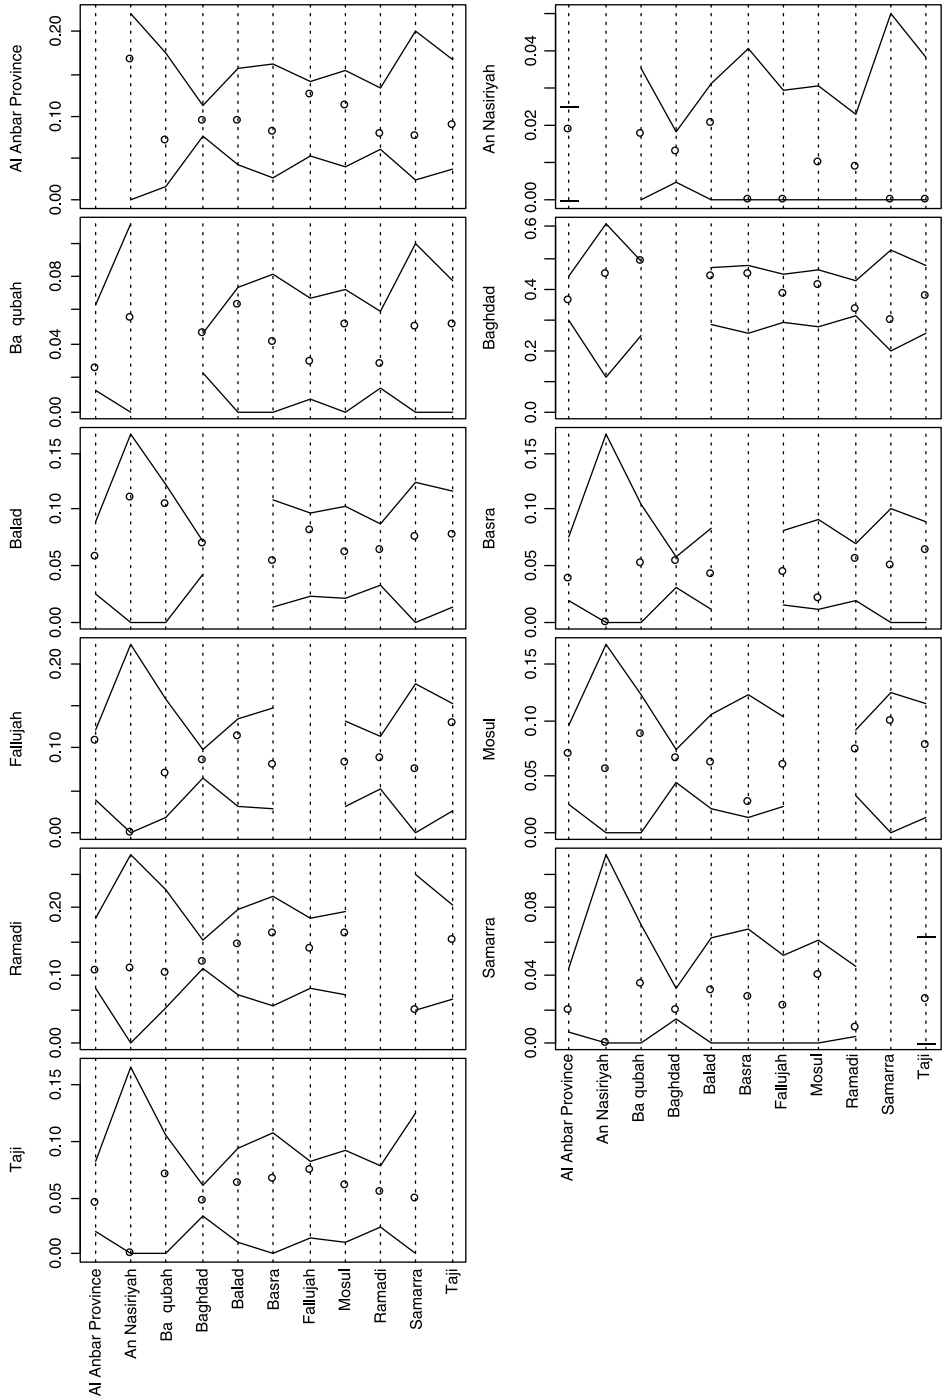 Al Anbar Province
0.00 0.10 0.20
An Nasiriyah
0.00 0.02 0.04
Ba qubah
0.00 0.04 0.08
Baghdad
0.0 0.2 0.4 0.6
Balad
0.00 0.05 0.10 0.15
Basra
0.00 0.05 0.10 0.15
Fallujah
0.00 0.10 0.20
Mosul
0.00 0.05 0.10 0.15
Ramadi
0.00 0.10 0.20
Samarra
0.00 0.04 0.08
Taji
0.00 0.05 0.10 0.15
Al Anbar Province
An Nasiriyah
Ba qubah
Baghdad
Balad
Basra
Fallujah
Mosul
Ramadi
Samarra
Taji
Al Anbar Province
An Nasiriyah
Ba qubah
Baghdad
Balad
Basra
Fallujah
Mosul
Ramadi
Samarra
Taji